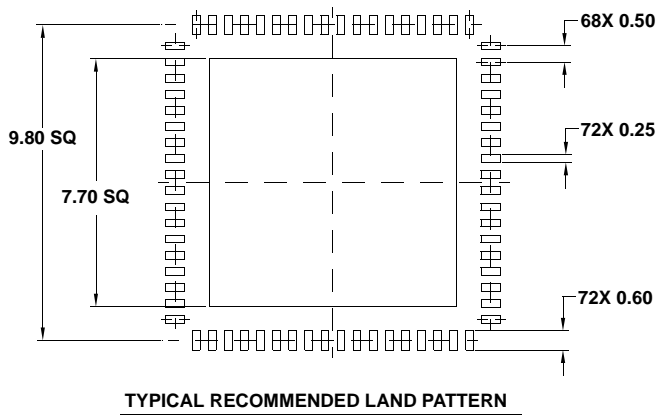 68X 0.50
9.80 SQ
72X 0.25
7.70 SQ
72X 0.60
TYPICAL RECOMMENDED LAND PATTERN